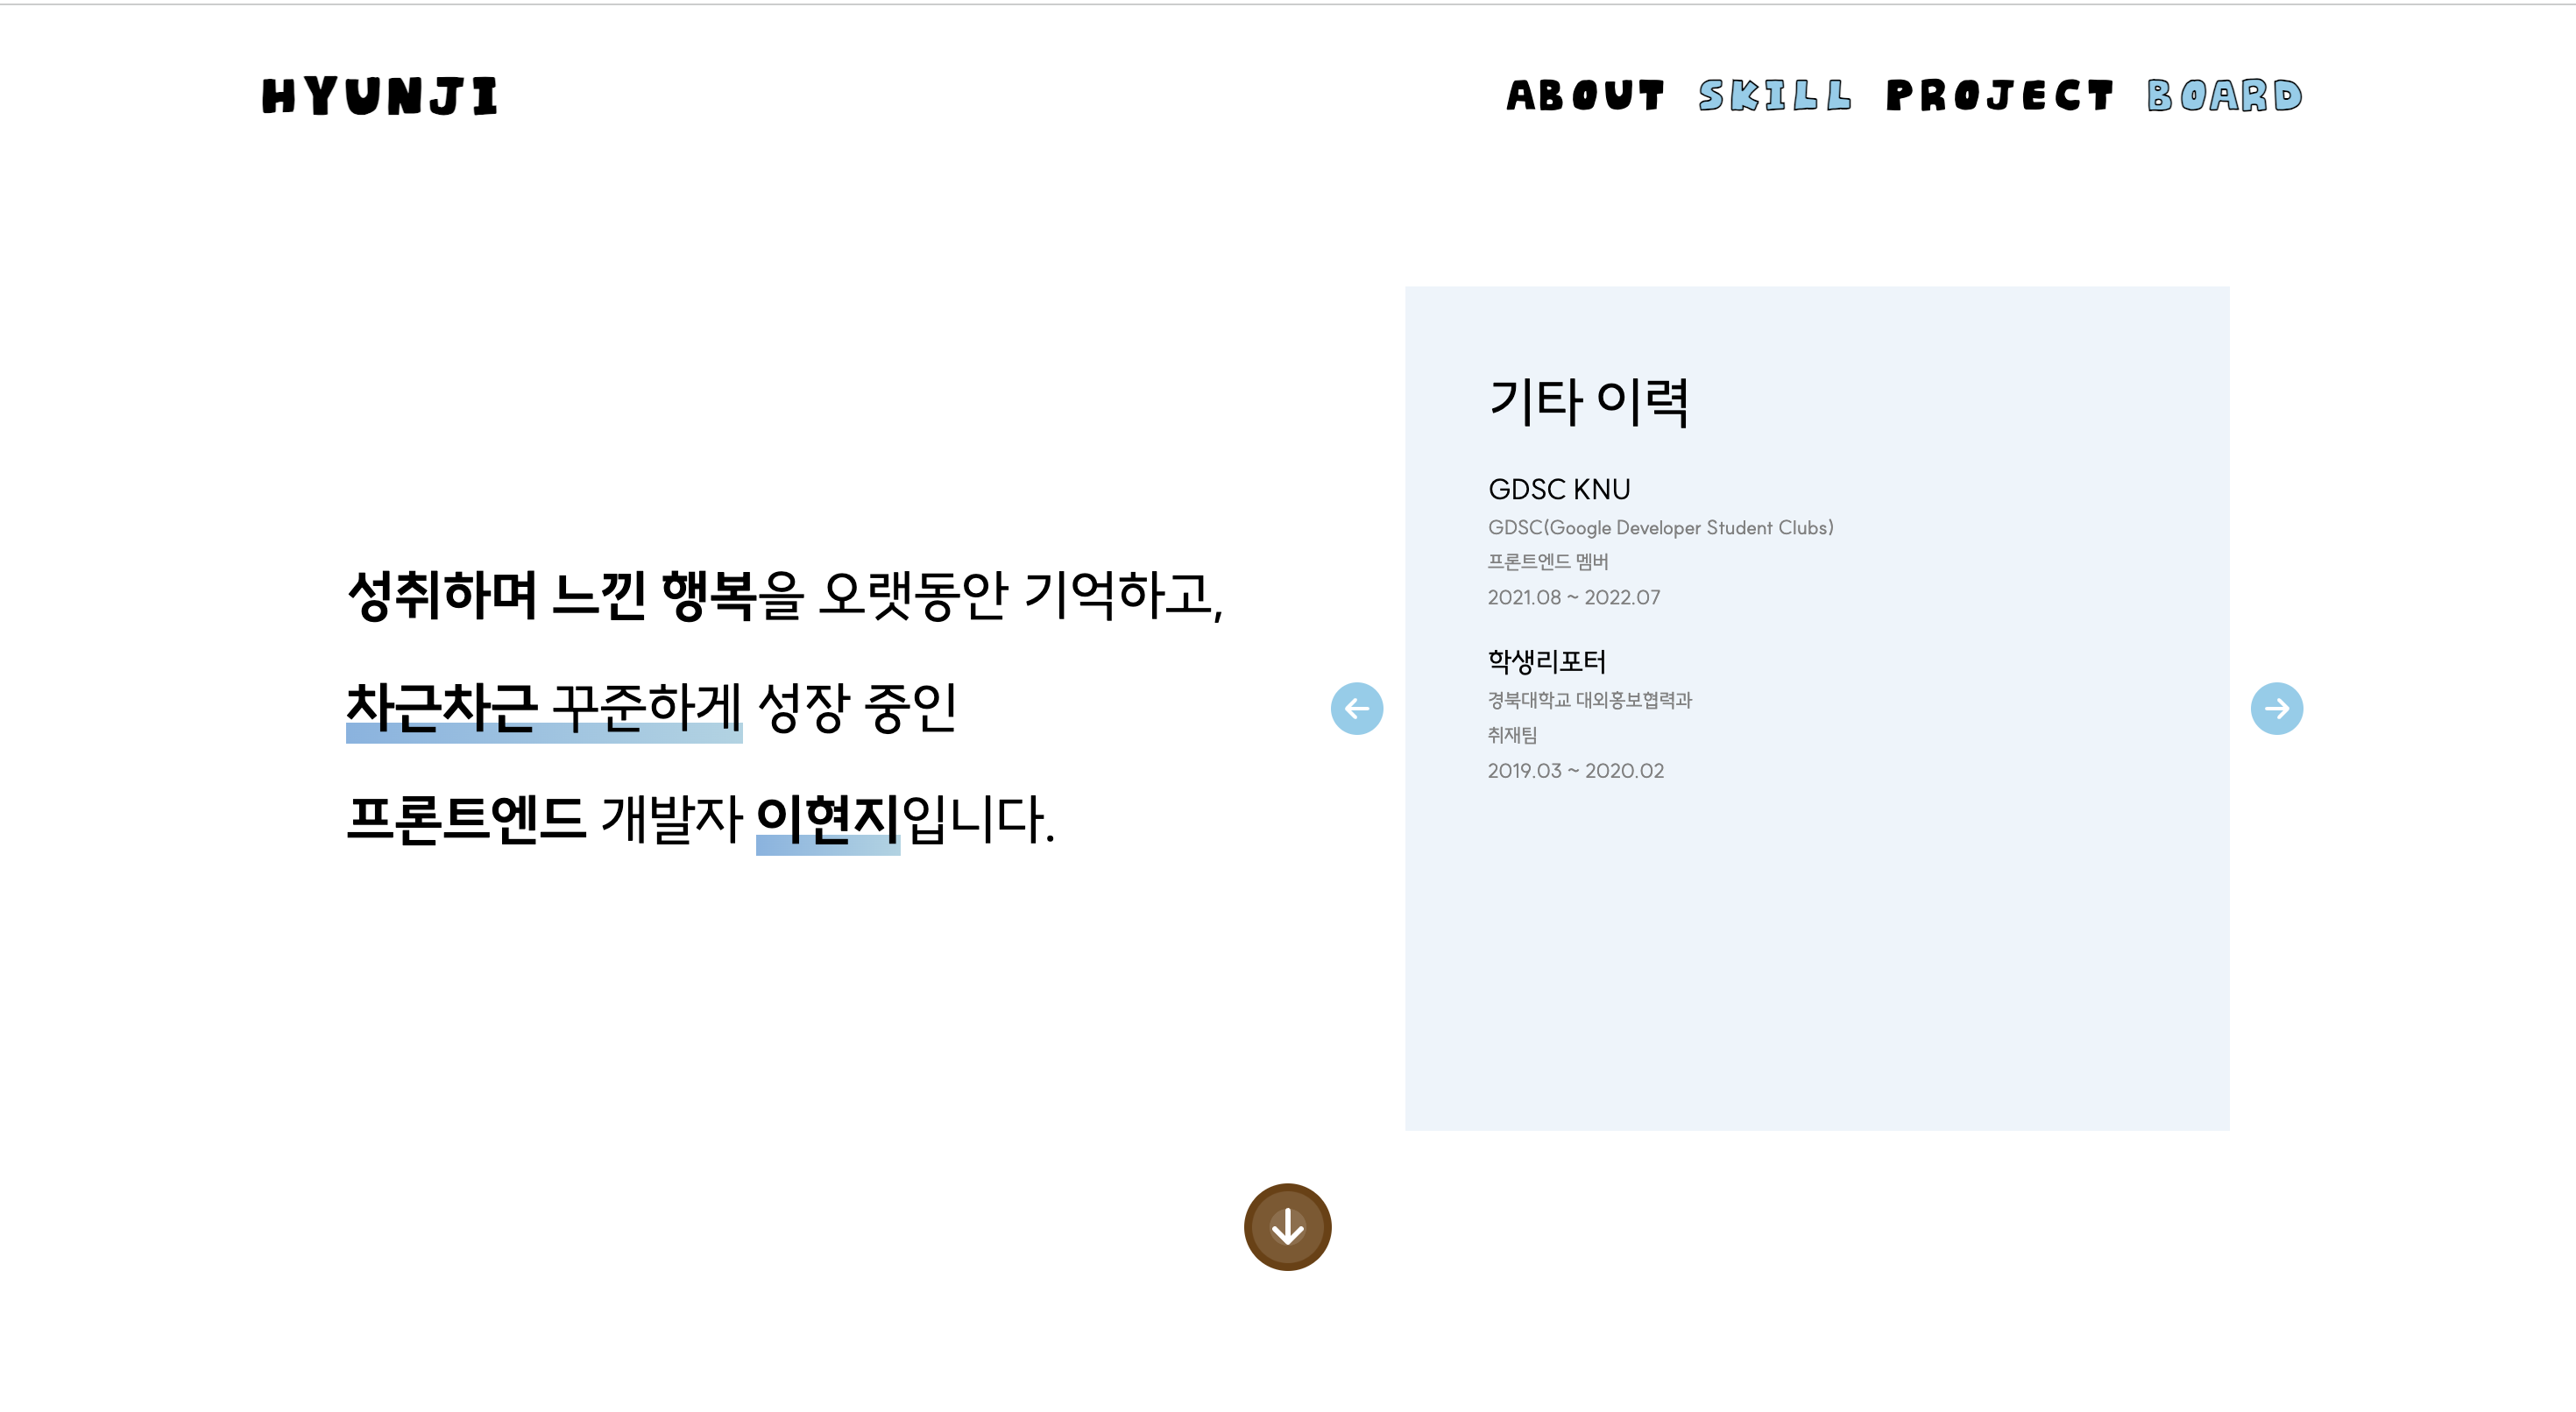 HYUNJI
ABOUT SKILL PROJECT BOARD
성취하며 느낀 행복을 오랫동안 기억하고,
차근차근 꾸준하게 성장 중인
프론트엔드 개발자 이현지입니다.
기타 이력
GDSC KNU
GDSC(Google Developer Student Clubs)
프론트엔드 멤버
2021.08 ~ 2022.07
학생리포터
경북대학교 대외홍보협력과
취재팀
2019.03 ~ 2020.02